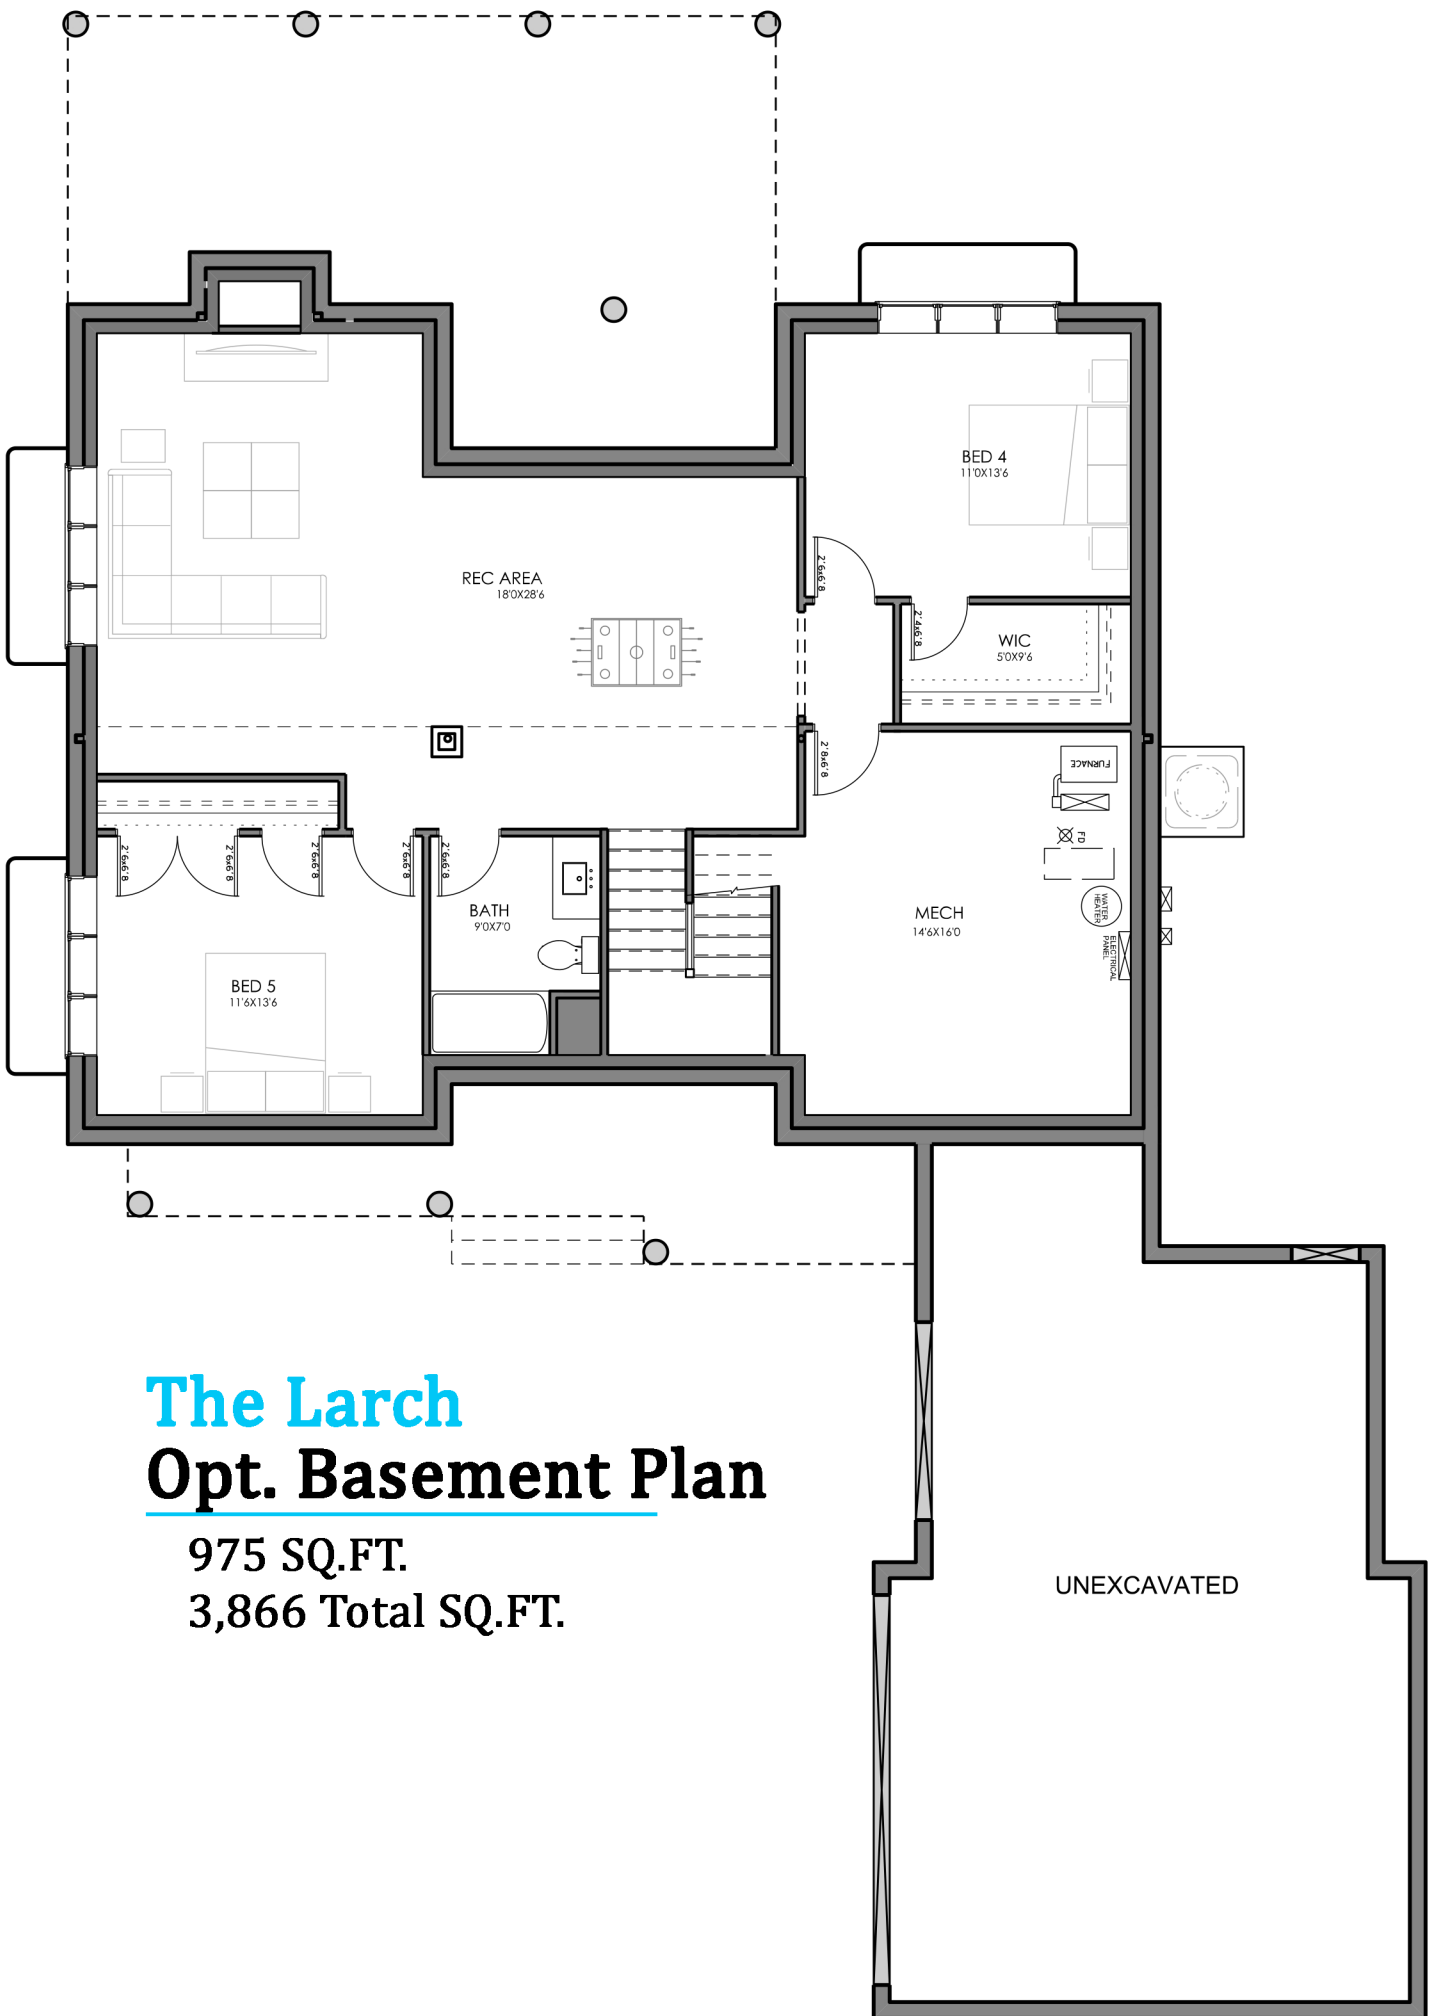 BED 4
11'0X13'6
REC AREA
18'0X28'6
2'6x6'8
2'4x6'8
WIC
5'0X9'6
2'8x6'8
FURNACE
FD
2'6x6'8
2'6x6'8
2'6x6'8
2'6x6'8
2'6x6'8
BATH
9'0X7'0
MECH
14'6X16'0
WATER
HEATER
ELECTRICAL
PANEL
BED 5
11'6X13'6
The Larch
Opt. Basement Plan
975 SQ.FT.
3,866 Total SQ.FT.
UNEXCAVATED